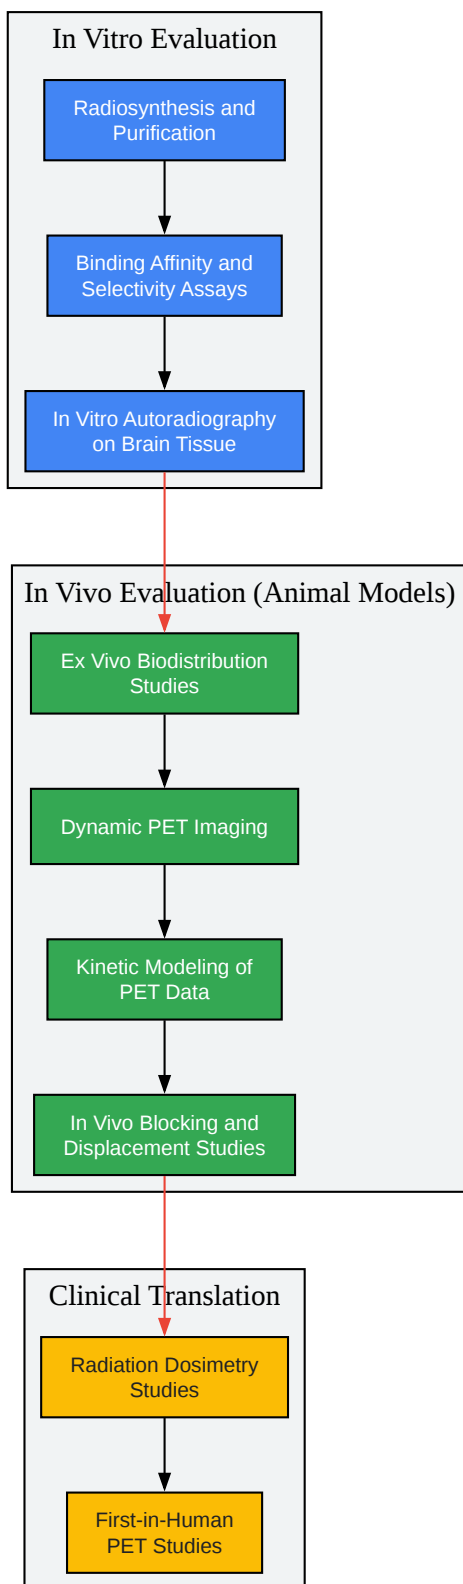 In Vitro Evaluation
Radiosynthesis and
Purification
Binding Affinity and
Selectivity Assays
In Vitro Autoradiography
on Brain Tissue
In Vivo Evaluation (Animal Models)
Ex Vivo Biodistribution
Studies
Dynamic PET Imaging
Kinetic Modeling of
PET Data
In Vivo Blocking and
Displacement Studies
Clinical Translation
Radiation Dosimetry
Studies
First-in-Human
PET Studies